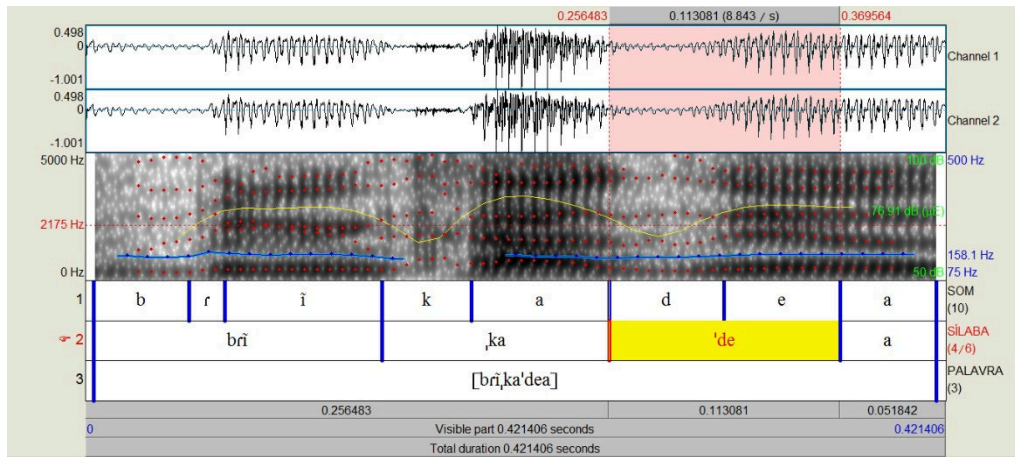 0.256483 0.113081 (8.843 / s) 0.369564
0.498
0
-1.001
Channel 1
0.498
0
-1.001
Channel 2
5000 Hz 100 dB 500 Hz
2175 Hz 76.91 dB (µE)
158.1 Hz
0 Hz 50 dB 75 Hz
1 b ɾ ĩ k a d e a SOM
(10)
2 bɾĩ ˌka ˈde a SÍLABA
(4/6)
3 [bɾĩˌkaˈdea] PALAVRA
(3)
0.256483 0.113081 0.051842
0 Visible part 0.421406 seconds 0.421406
Total duration 0.421406 seconds